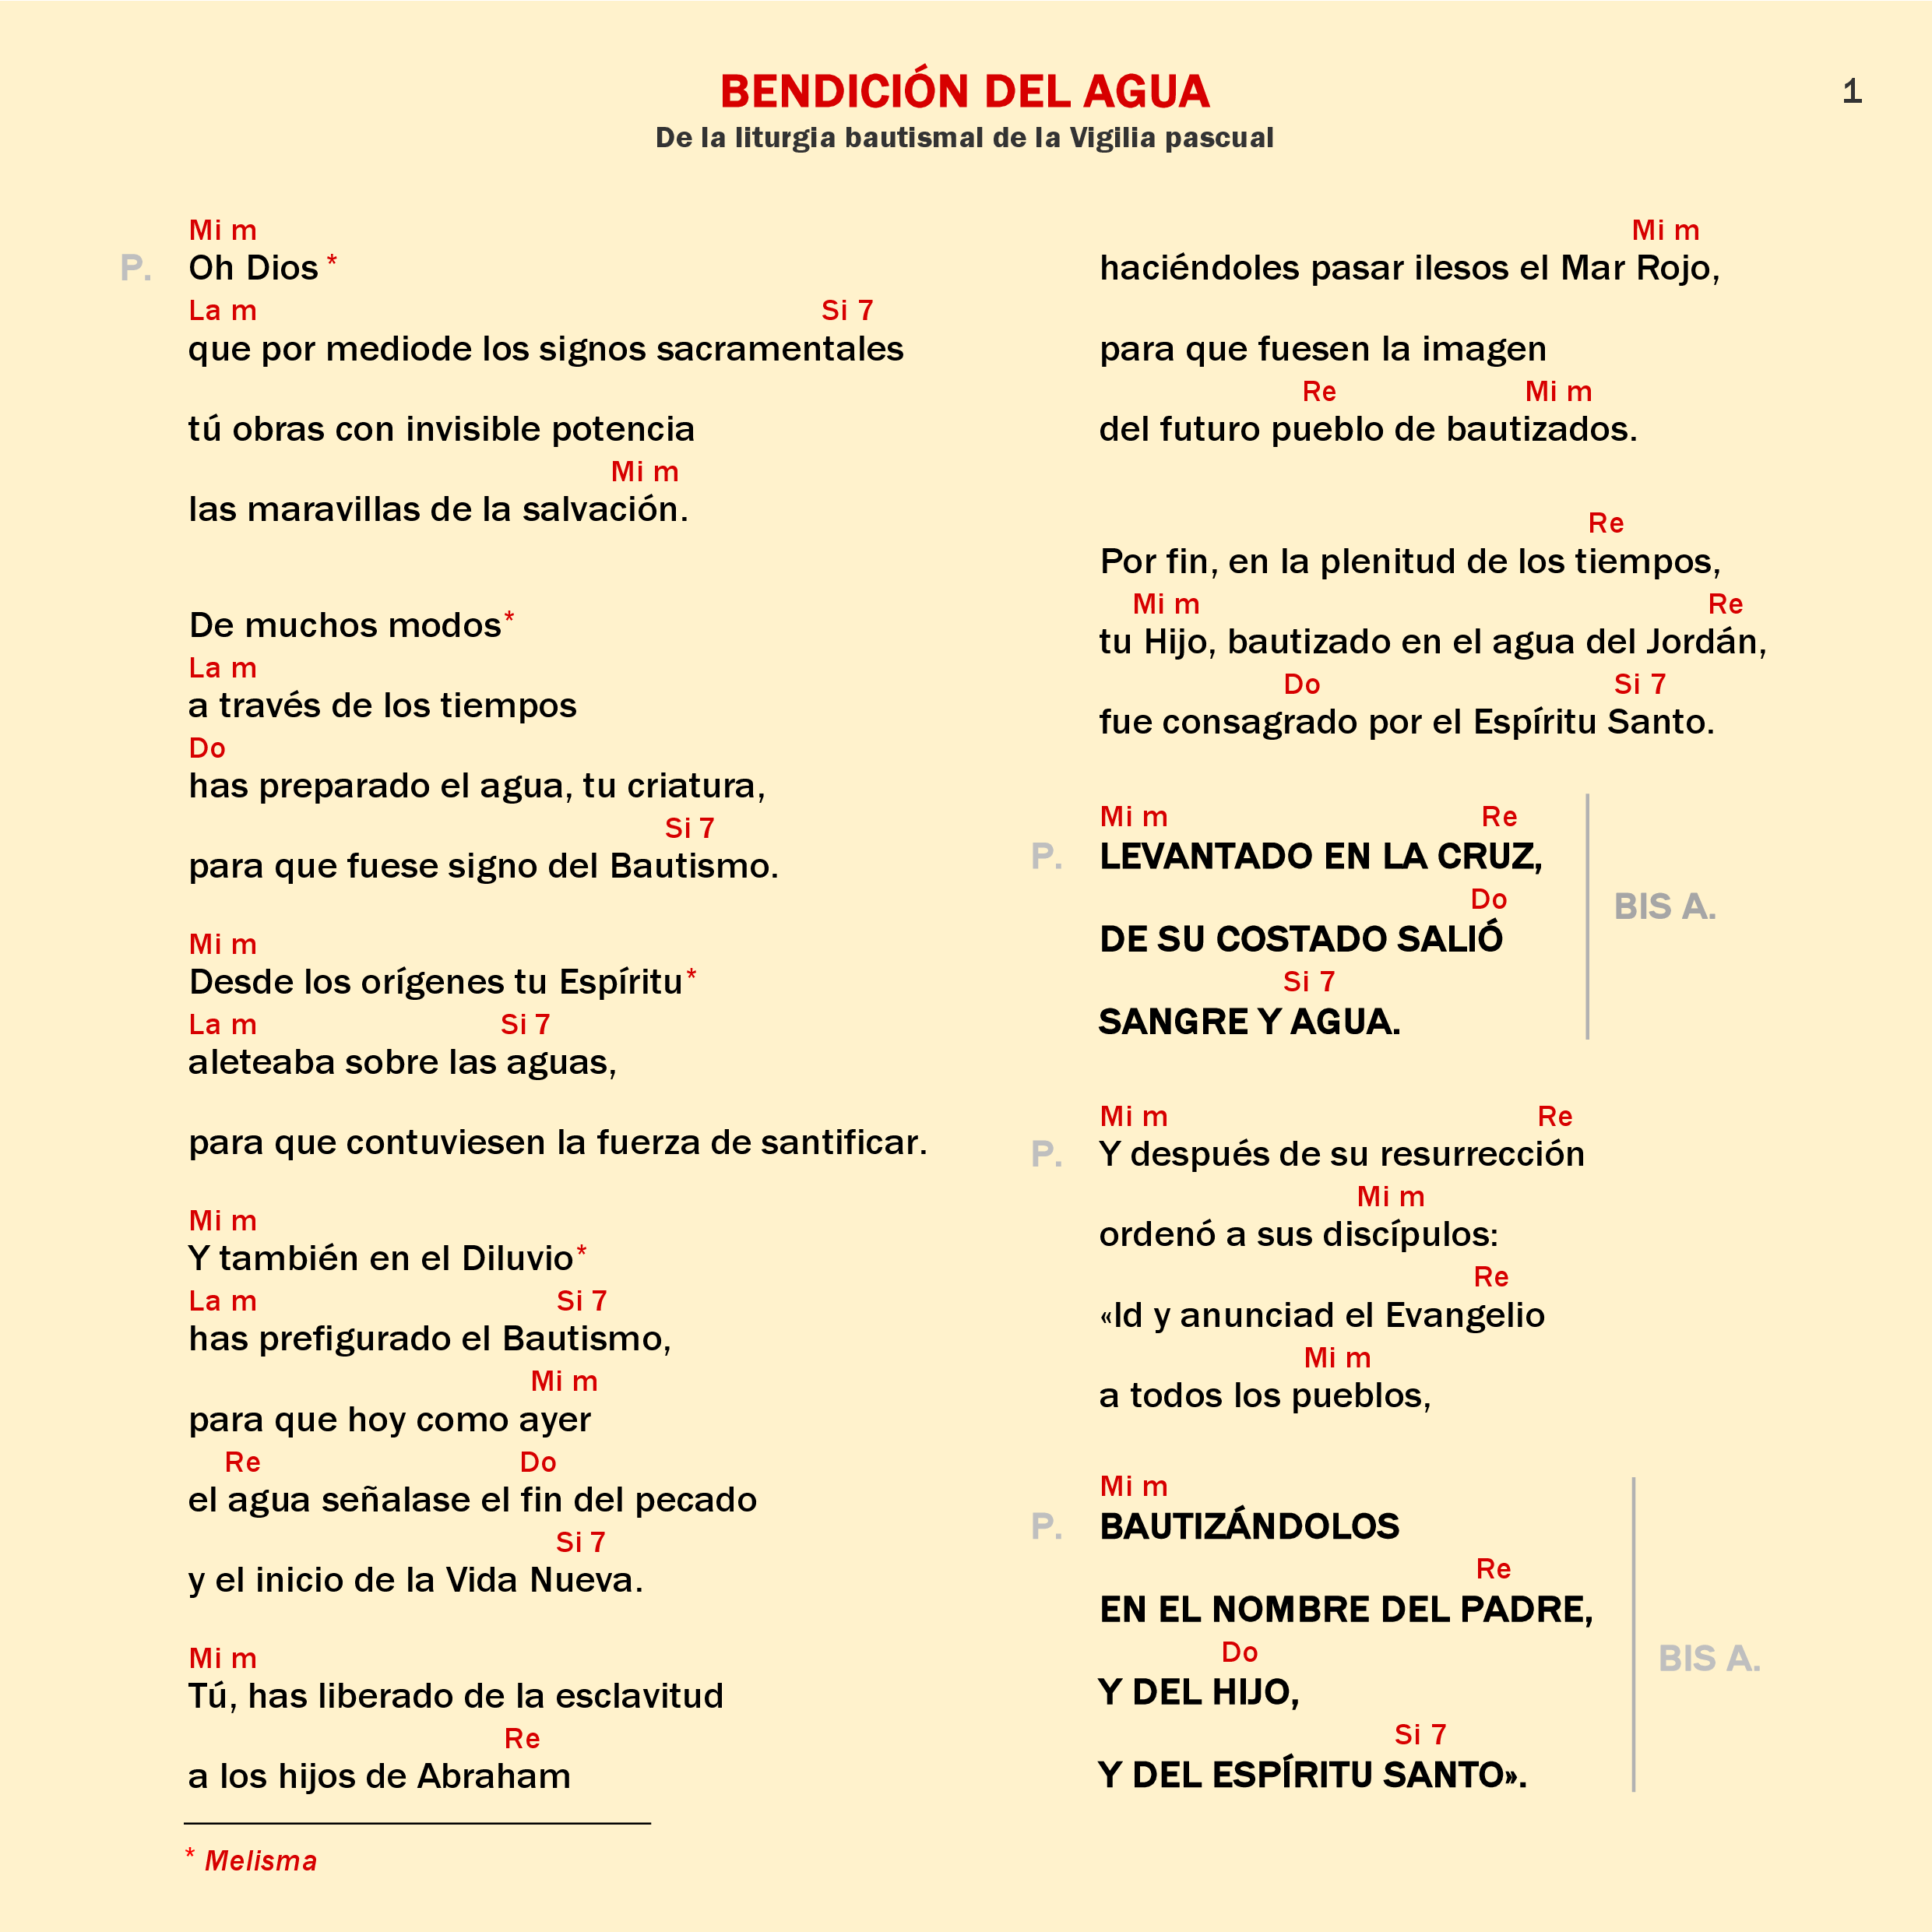 BENDICIÓN DEL AGUA
1
De la liturgia bautismal de la Vigilia pascual
Mi m
P. Oh Dios *
La m Si 7
que por mediode los signos sacramentales
tú obras con invisible potencia
Mi m
las maravillas de la salvación.
De muchos modos*
La m
a través de los tiempos
Do
has preparado el agua, tu criatura,
Si 7
para que fuese signo del Bautismo.
Mi m
Desde los orígenes tu Espíritu*
La m Si 7
aleteaba sobre las aguas,
para que contuviesen la fuerza de santificar.
Mi m
Y también en el Diluvio*
La m Si 7
has prefigurado el Bautismo,
Mi m
para que hoy como ayer
Re Do
el agua señalase el fin del pecado
Si 7
y el inicio de la Vida Nueva.
Mi m
Tú, has liberado de la esclavitud
Re
a los hijos de Abraham
* Melisma
Mi m
haciéndoles pasar ilesos el Mar Rojo,
para que fuesen la imagen
Re Mi m
del futuro pueblo de bautizados.
Re
Por fin, en la plenitud de los tiempos,
Mi m Re
tu Hijo, bautizado en el agua del Jordán,
Do Si 7
fue consagrado por el Espíritu Santo.
Mi m Re
P. LEVANTADO EN LA CRUZ,
Do
BIS A.
DE SU COSTADO SALIÓ
Si 7
SANGRE Y AGUA.
Mi m Re
P. Y después de su resurrección
Mi m
ordenó a sus discípulos:
Re
«Id y anunciad el Evangelio
Mi m
a todos los pueblos,
Mi m
P. BAUTIZÁNDOLOS
Re
EN EL NOMBRE DEL PADRE,
Do
BIS A.
Y DEL HIJO,
Si 7
Y DEL ESPÍRITU SANTO».